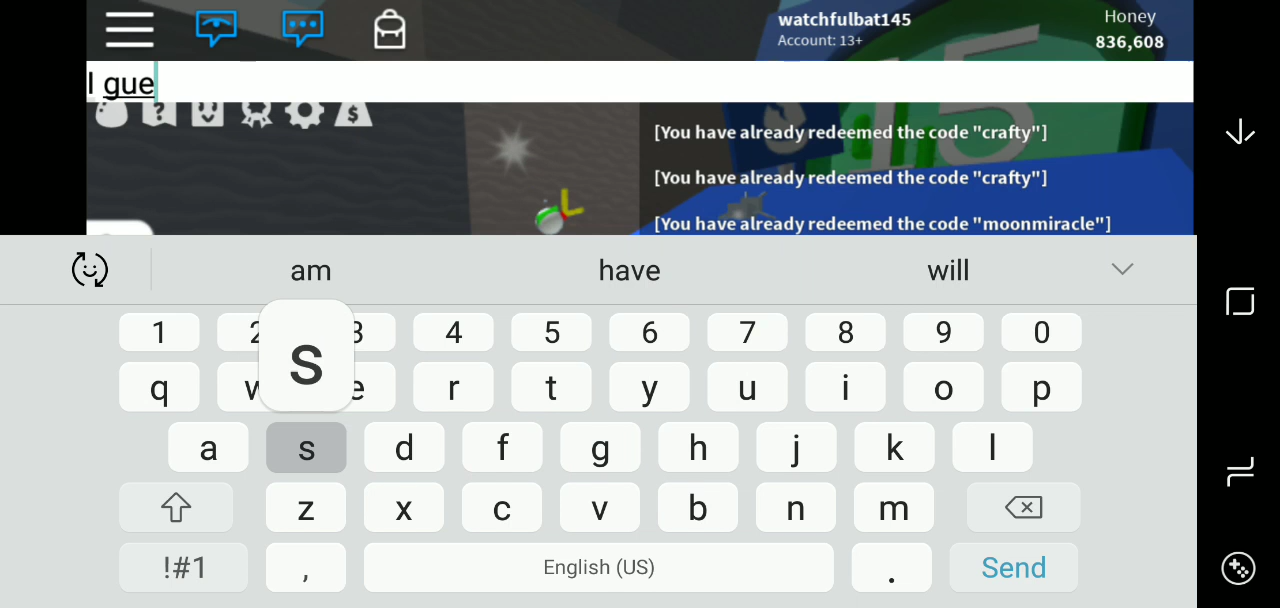 watchfulbat145
Account: 13+
Honey
836,608
I gue
15
[You have already redeemed the code "crafty"]
[You have already redeemed the code "crafty"]
[You have already redeemed the code "moonmiracle"]
am have will
s
1 2 3 4 5 6 7 8 9 0
q w e r t y u i o p
a s d f g h j k l
z x c v b n m
!#1 , English (US) . Send